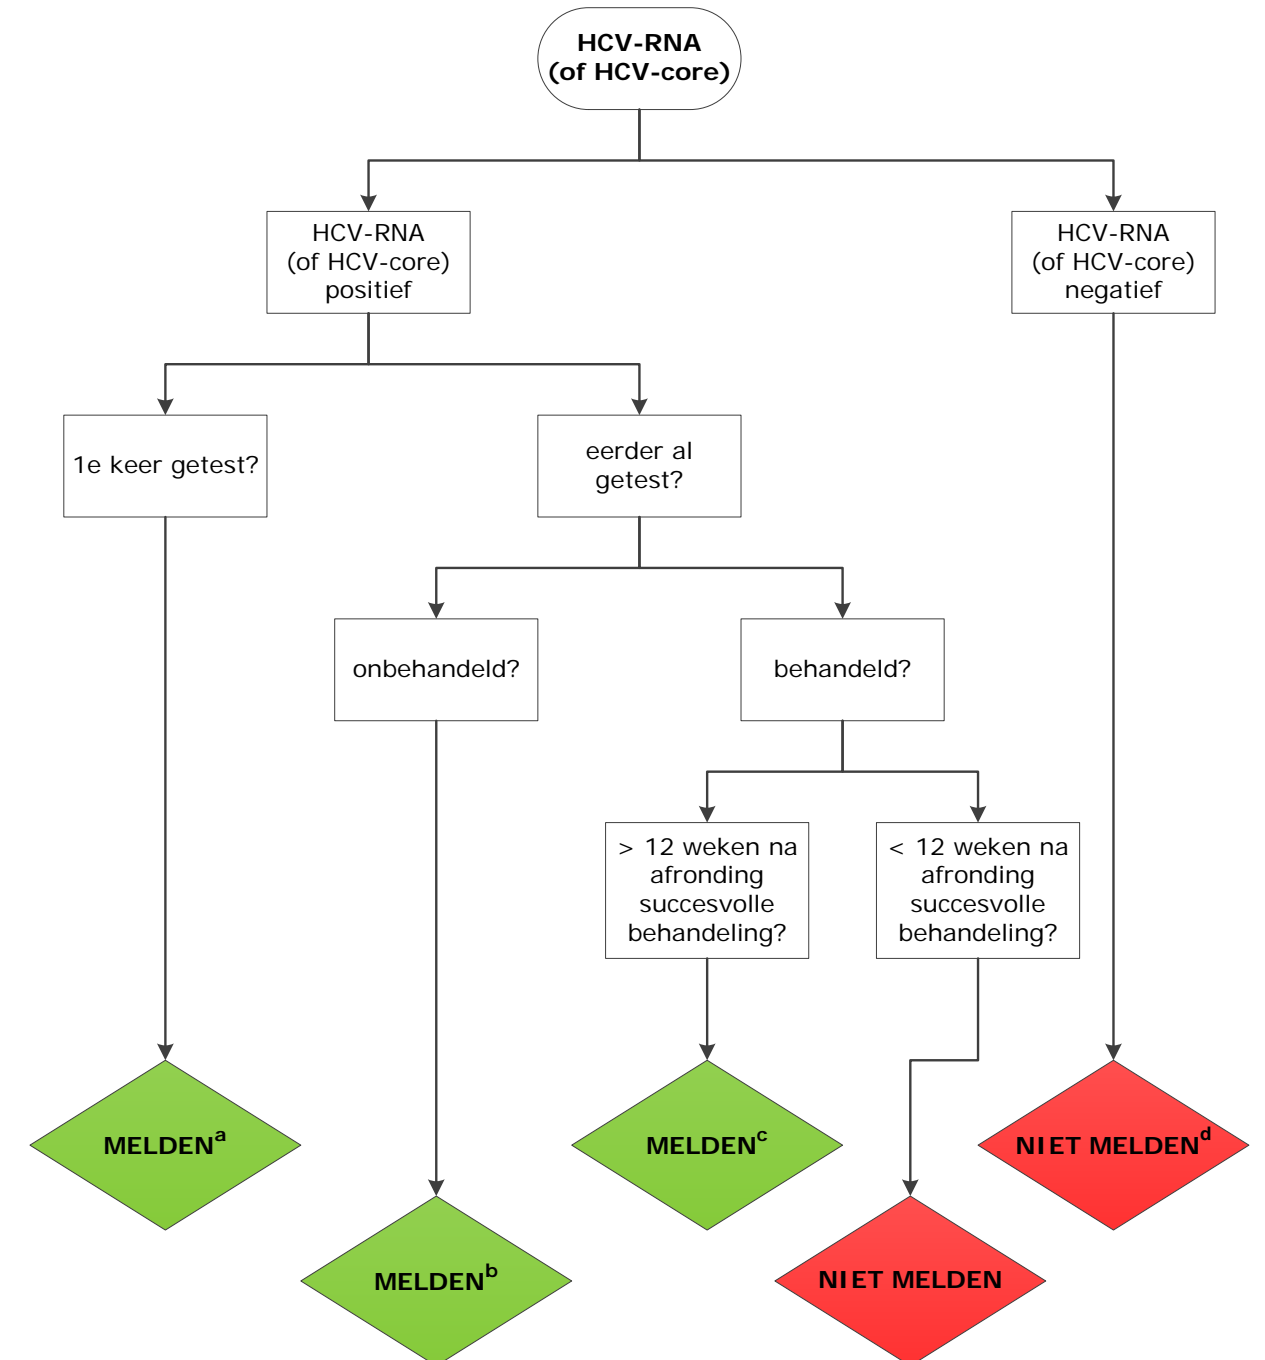 HCV-RNA
(of HCV-core)
HCV-RNA
(of HCV-core)
positief
HCV-RNA
(of HCV-core)
negatief
1e keer getest?
eerder al
getest?
onbehandeld?
behandeld?
> 12 weken na
afronding
succesvolle
behandeling?
< 12 weken na
afronding
succesvolle
behandeling?
MELDENᵃ
MELDENᶜ
NIET MELDENᵈ
MELDENᵇ
NIET MELDEN